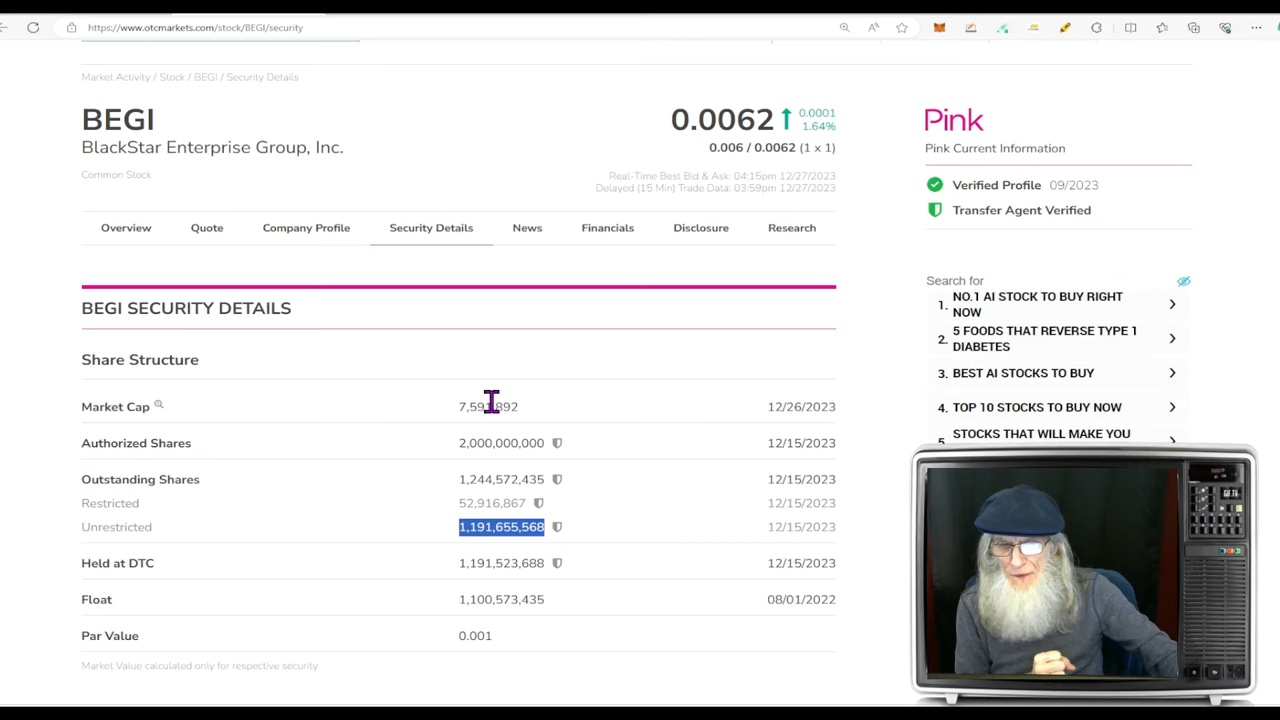 https://www.otcmarkets.com/stock/BEGI/security
Market Activity / Stock / BEGI / Security Details
BEGI
BlackStar Enterprise Group, Inc.
Common Stock
0.0062 0.0001 1.64%
0.006 / 0.0062 (1 x 1)
Real-Time Best Bid & Ask: 04:15pm 12/27/2023
Delayed (15 Min) Trade Data: 03:59pm 12/27/2023
Pink
Pink Current Information
Verified Profile 09/2023
Transfer Agent Verified
Overview Quote Company Profile Security Details News Financials Disclosure Research
BEGI SECURITY DETAILS
Share Structure
Market Cap 7,591,892 12/26/2023
Authorized Shares 2,000,000,000 12/15/2023
Outstanding Shares 1,244,572,435 12/15/2023
Restricted 52,916,867 12/15/2023
Unrestricted 1,191,655,568 12/15/2023
Held at DTC 1,191,523,688 12/15/2023
Float 1,100,573,435 08/01/2022
Par Value 0.001
Market Value calculated only for respective security
Search for
1. NO.1 AI STOCK TO BUY RIGHT
NOW
2. 5 FOODS THAT REVERSE TYPE 1
DIABETES
3. BEST AI STOCKS TO BUY
4. TOP 10 STOCKS TO BUY NOW
5. STOCKS THAT WILL MAKE YOU